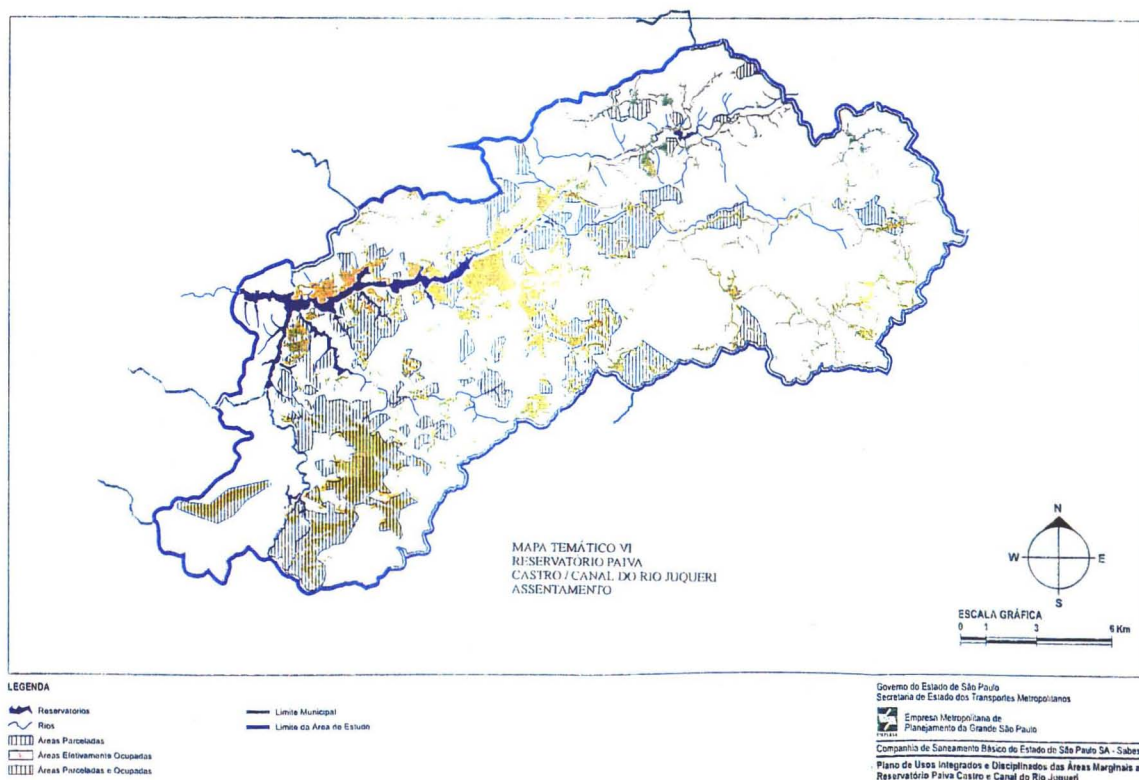 MAPA TEMÁTICO VI
RESERVATÓRIO PAIVA
CASTRO / CANAL DO RIO JUQUERI
ASSENTAMENTO
N
W
E
S
ESCALA GRÁFICA
0 1 3 6 Km
LEGENDA
Reservatórios
Rios
Áreas Parceladas
Áreas Efetivamente Ocupadas
Áreas Parceladas e Ocupadas
Limite Municipal
Limite da Área de Estudo
Governo do Estado de São Paulo
Secretaria de Estado dos Transportes Metropolitanos
Empresa Metropolitana de
Planejamento da Grande São Paulo
Companhia de Saneamento Básico do Estado de São Paulo SA - Sabes
Plano de Usos Integrados e Disciplinados das Áreas Marginais a
Reservatório Paiva Castro e Canal do Rio Juqueri